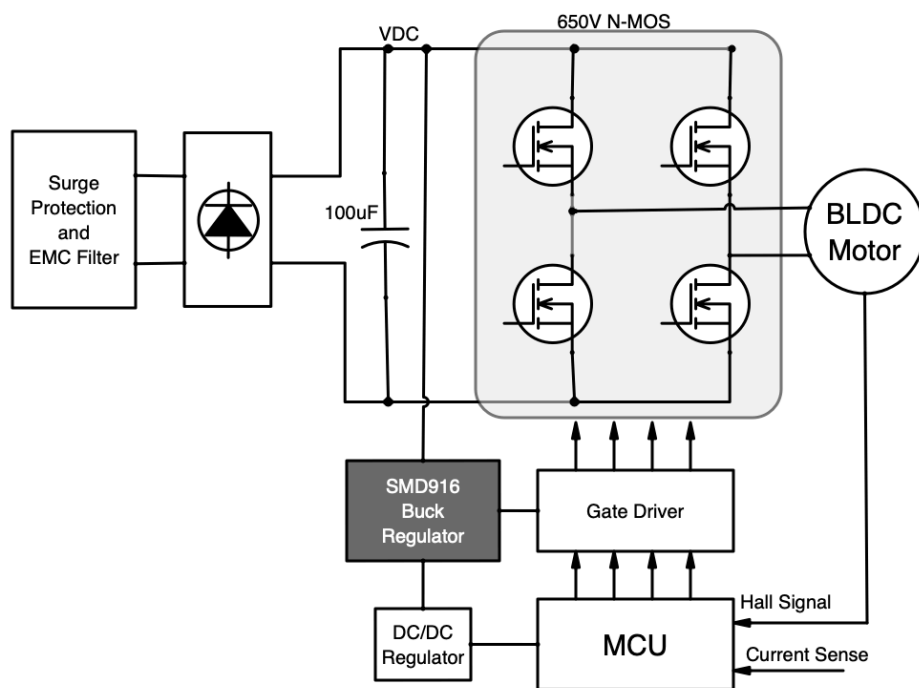 650V N-MOS
VDC
Surge
Protection
and
EMC Filter
100uF
BLDC
Motor
SMD916
Buck
Regulator
Gate Driver
DC/DC
Regulator
MCU
Hall Signal
Current Sense